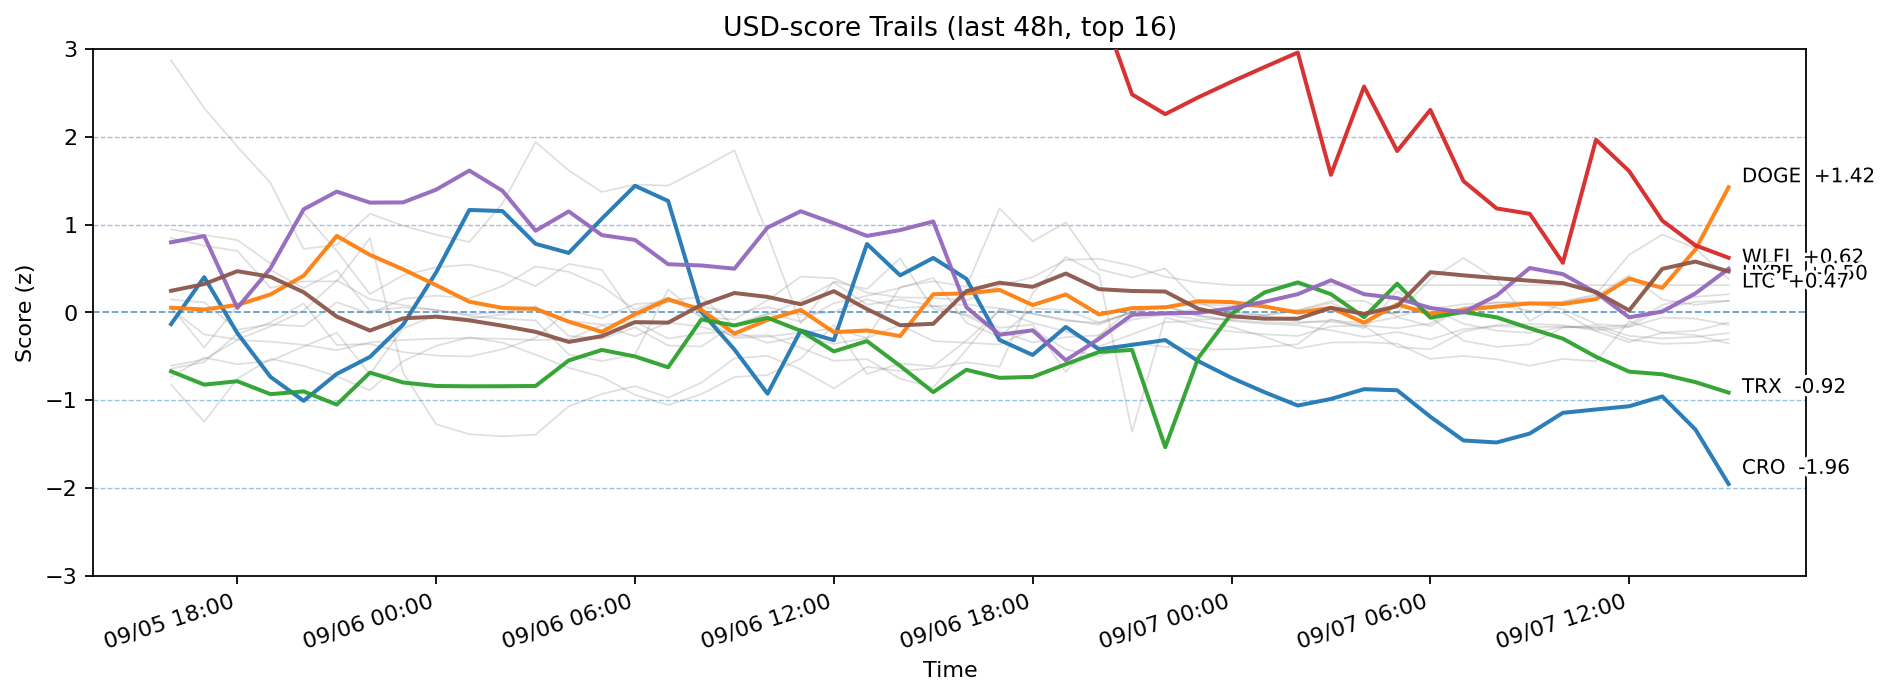 USD-score Trails (last 48h, top 16)
Score (z)
3
2
1
0
−1
−2
−3
DOGE +1.42
WLFI +0.62
HYPE +0.50
LTC +0.47
TRX -0.92
CRO -1.96
09/05 18:00
09/06 00:00
09/06 06:00
09/06 12:00
09/06 18:00
09/07 00:00
09/07 06:00
09/07 12:00
Time